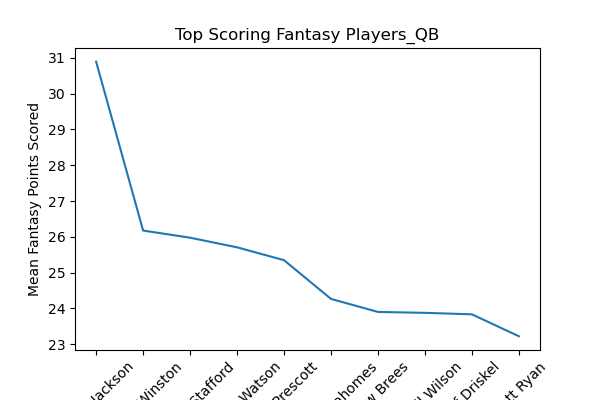 Top Scoring Fantasy Players_QB
Mean Fantasy Points Scored
31
30
29
28
27
26
25
24
23
Jackson
Winston
Stafford
Watson
Prescott
ahomes
w Brees
l Wilson
f Driskel
tt Ryan